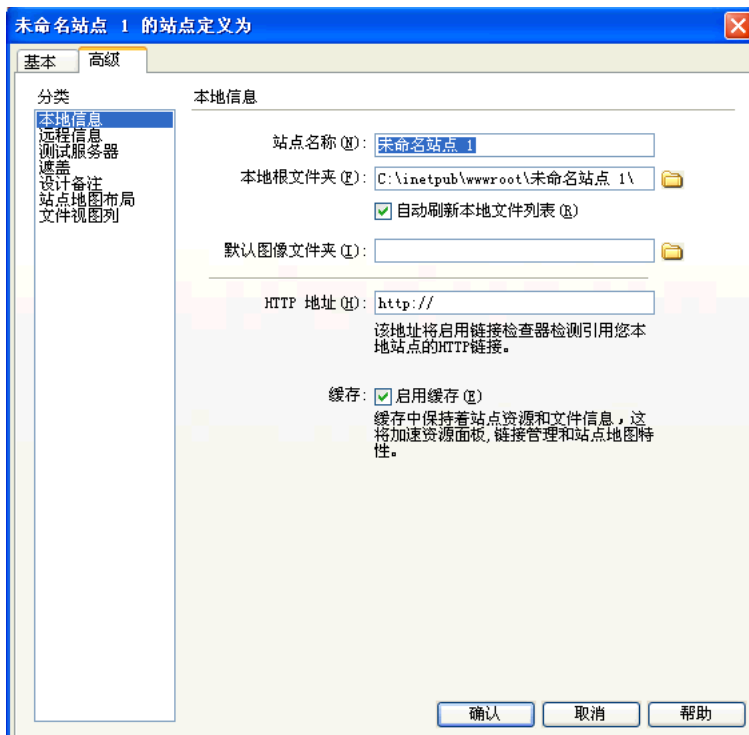 未命名站点 1 的站点定义为
基本 高级
分类
本地信息
远程信息
测试服务器
遮盖
设计备注
站点地图布局
文件视图列
本地信息
站点名称(N): 未命名站点 1
本地根文件夹(F): C:\inetpub\wwwroot\未命名站点 1\
自动刷新本地文件列表(R)
默认图像文件夹(I):
HTTP 地址(H): http://
该地址将启用链接检查器检测引用您本
地站点的HTTP链接。
缓存: 启用缓存(E)
缓存中保持着站点资源和文件信息，这
将加速资源面板,链接管理和站点地图特
性。
确认 取消 帮助